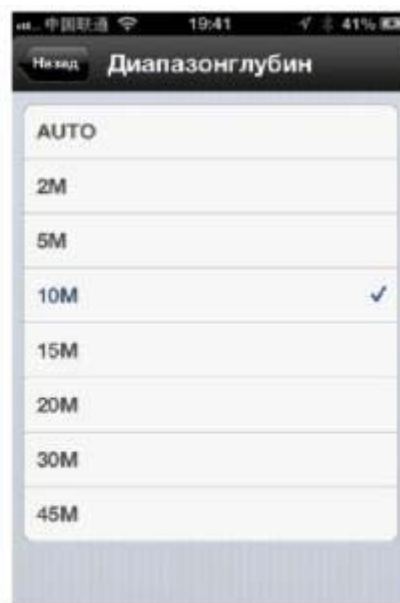 中国联通 19:41 41%
Назад Диапазонглубин
AUTO
2M
5M
10M
15M
20M
30M
45M